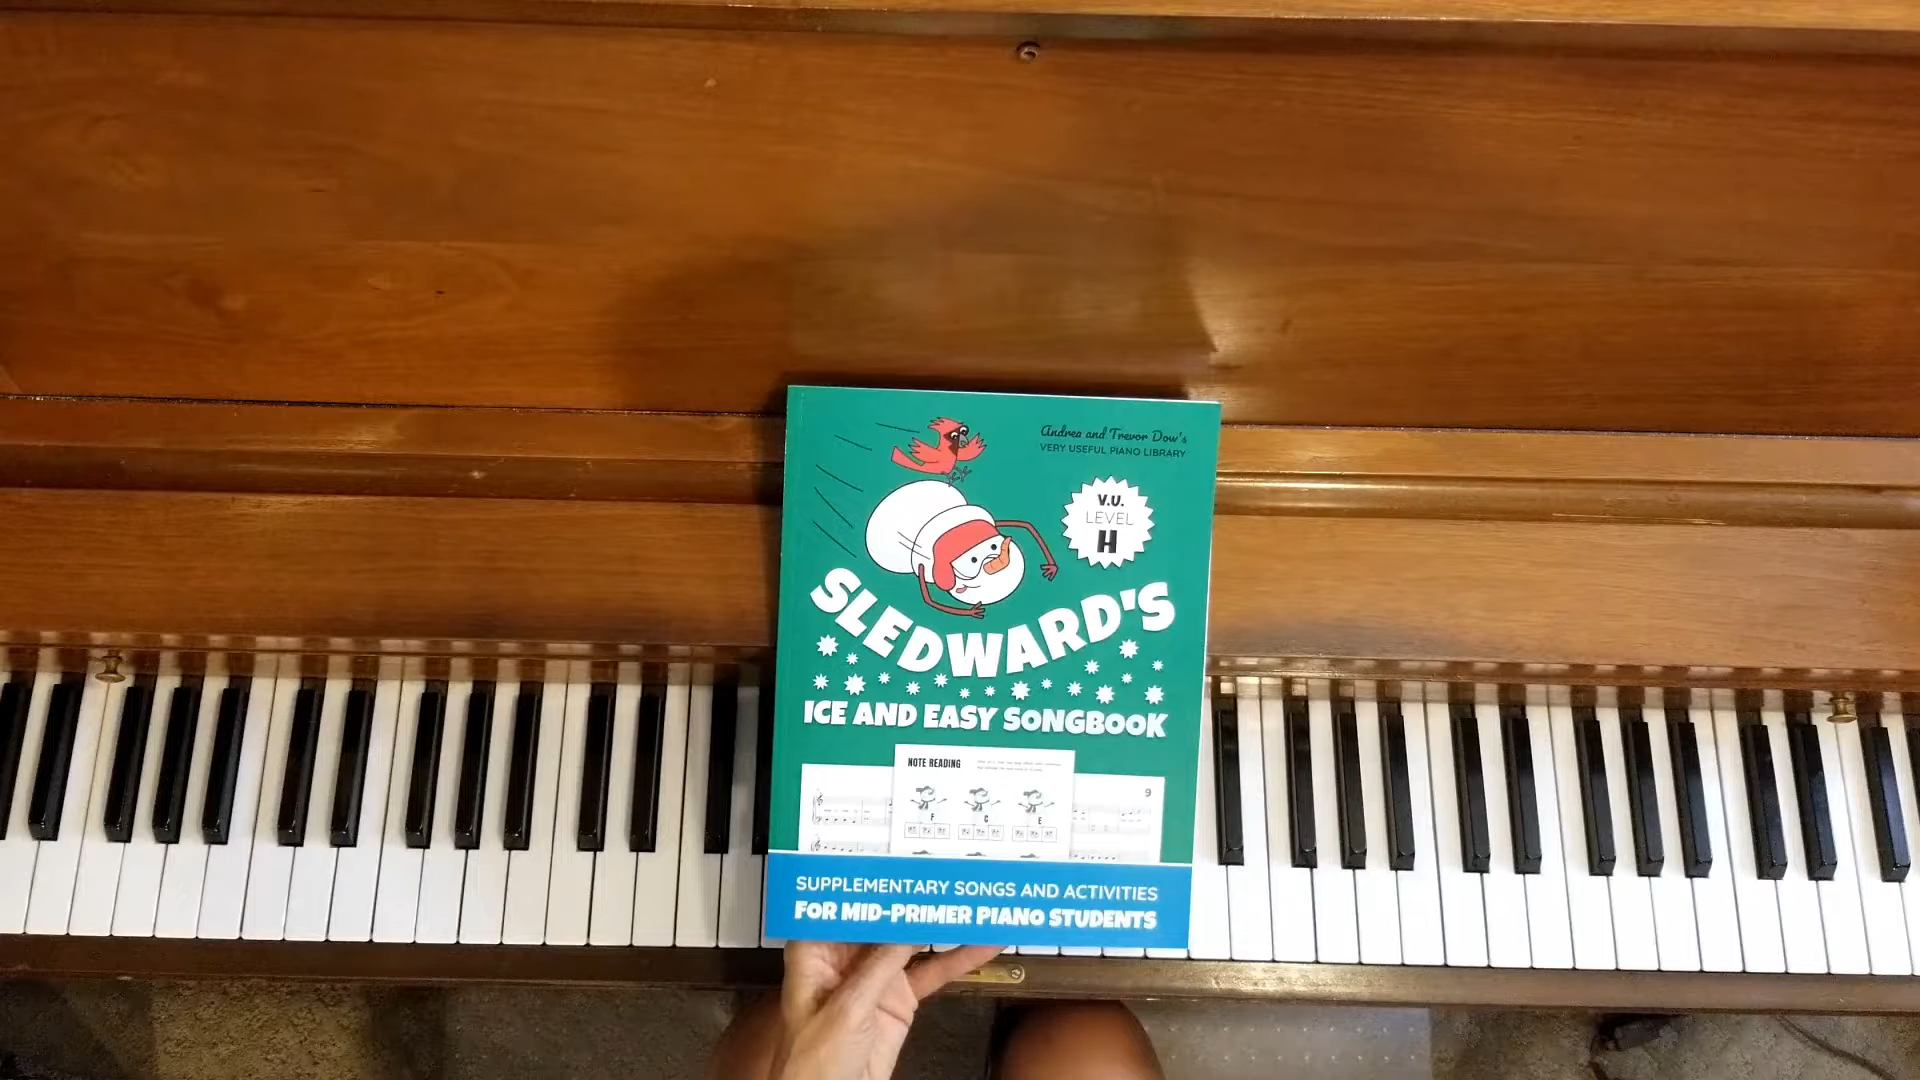 Andrea and Trevor Dow's
VERY USEFUL PIANO LIBRARY
V.U.
LEVEL
H
SLEDWARD'S
ICE AND EASY SONGBOOK
NOTE READING
9
F
C
E
SUPPLEMENTARY SONGS AND ACTIVITIES
FOR MID-PRIMER PIANO STUDENTS